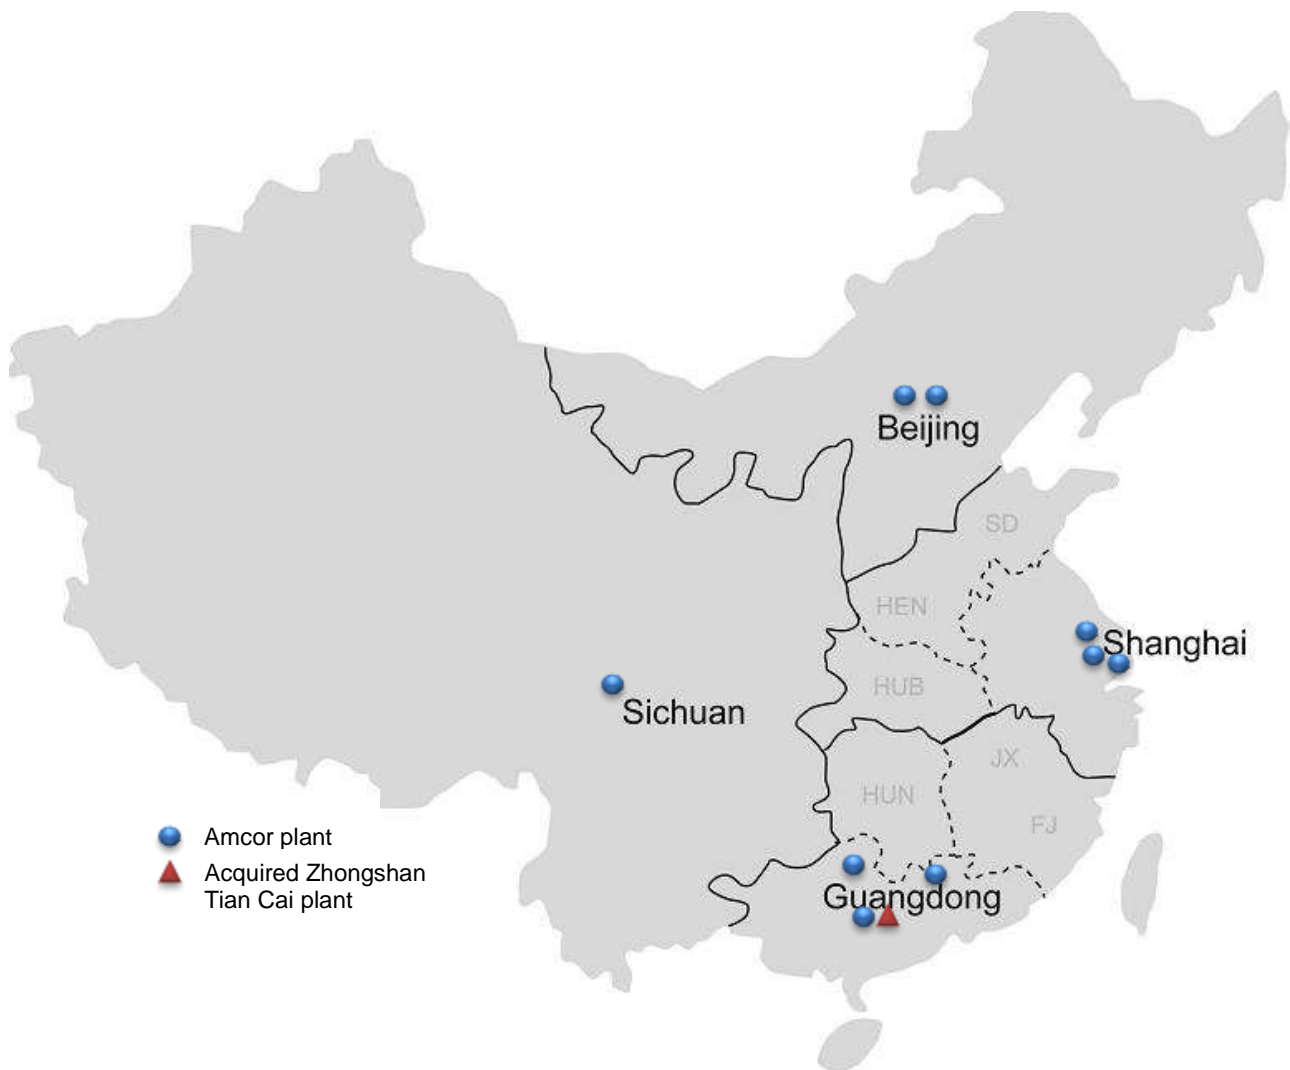 Beijing
SD
HEN
Shanghai
HUB
Sichuan
JX
HUN
FJ
Amcor plant
Acquired Zhongshan
Tian Cai plant
Guangdong